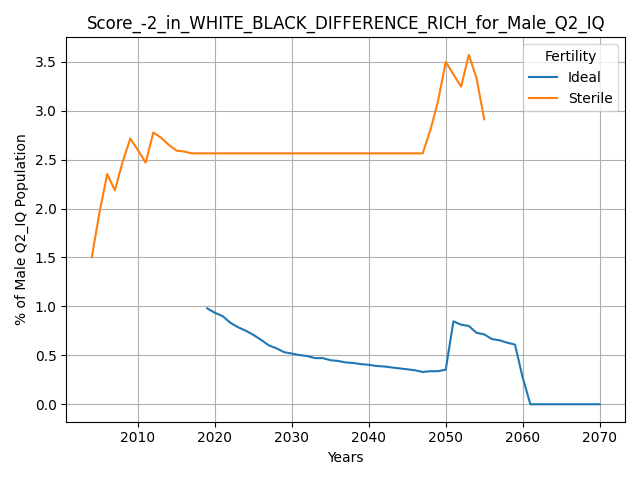 Score_-2_in_WHITE_BLACK_DIFFERENCE_RICH_for_Male_Q2_IQ
Fertility
Ideal
Sterile
% of Male Q2_IQ Population
3.5
3.0
2.5
2.0
1.5
1.0
0.5
0.0
2010 2020 2030 2040 2050 2060 2070
Years